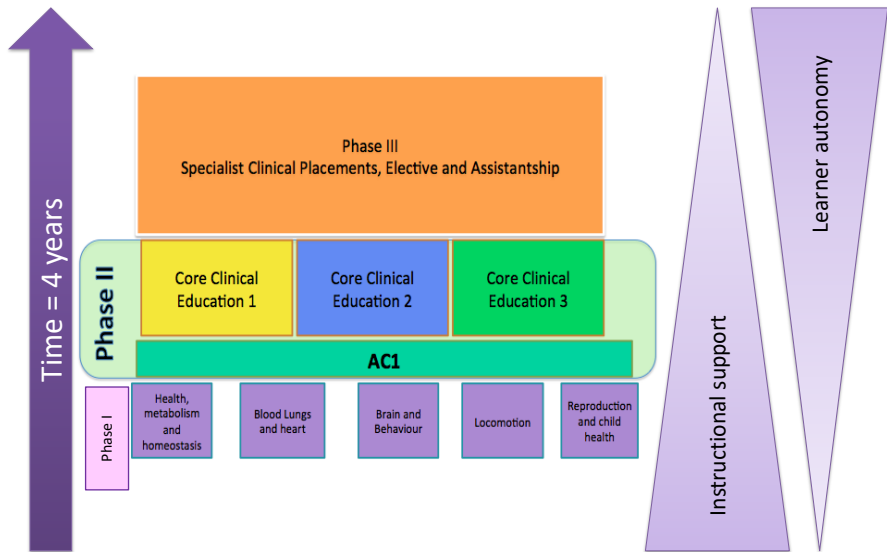 Time = 4 years
Phase III
Specialist Clinical Placements, Elective and Assistantship
Phase II
Core Clinical
Education 1
Core Clinical
Education 2
Core Clinical
Education 3
AC1
Phase I
Health,
metabolism
and
homeostasis
Blood Lungs
and heart
Brain and
Behaviour
Locomotion
Reproduction
and child
health
Instructional support
Learner autonomy